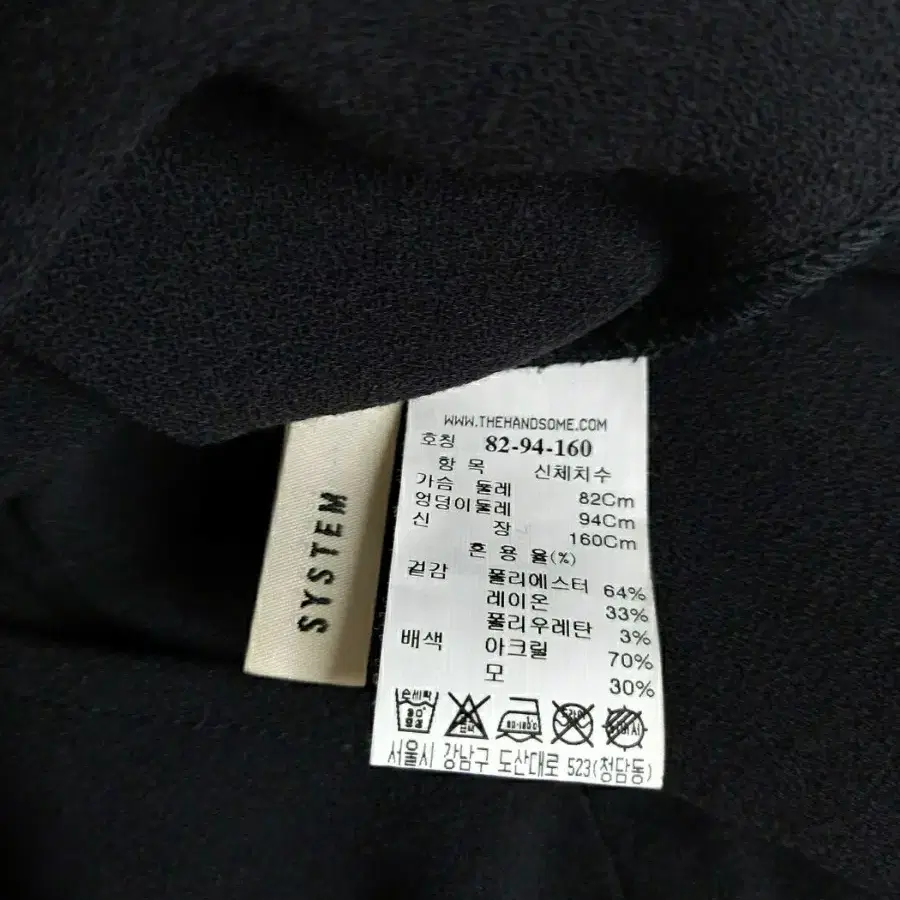 SYSTEM
WWW.THEHANDSOME.COM
호칭 82-94-160
항 목 신체치수
가슴 둘레 82Cm
엉덩이둘레 94Cm
신 장 160Cm
혼 용 율(%)
겉감 폴리에스터 64%
레이온 33%
폴리우레탄 3%
배색 아크릴 70%
모 30%
손세탁
서울시 강남구 도산대로 523(청담동)